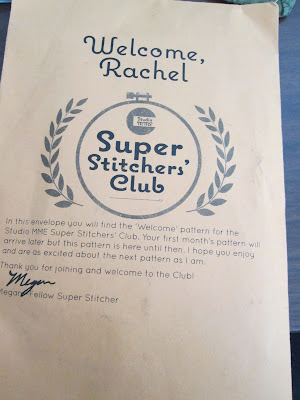 Welcome,
Rachel
Studio
MME
Super
Stitchers'
Club
In this envelope you will find the 'Welcome' pattern for the
Studio MME Super Stitchers' Club. Your first month's pattern will
arrive later but this pattern is here until then. I hope you enjoy
and are as excited about the next pattern as I am.
Thank you for joining and welcome to the Club!
Megan
Megan, Fellow Super Stitcher